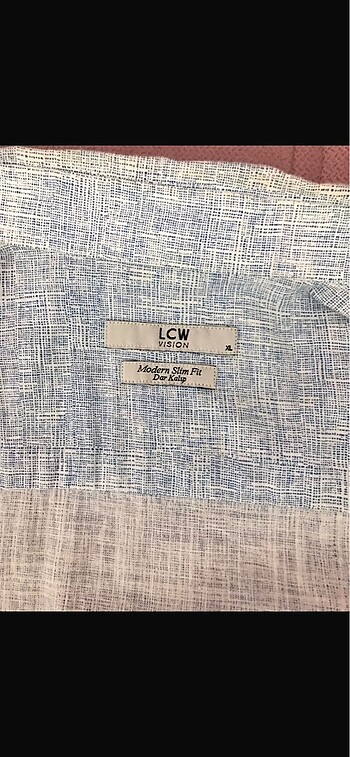 LCW
VISION
XL
Modern Slim Fit
Dar Kalıp